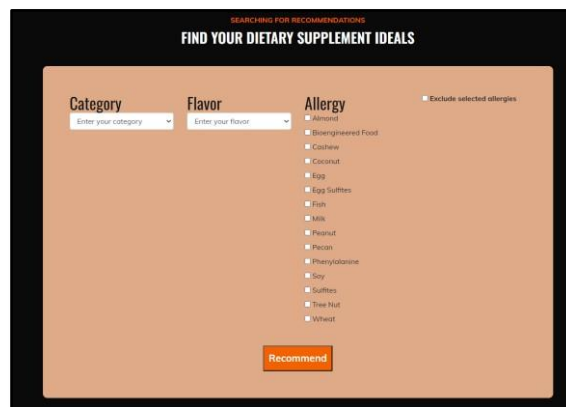 SEARCHING FOR RECOMMENDATIONS
FIND YOUR DIETARY SUPPLEMENT IDEALS
Category
Enter your category
Flavor
Enter your flavor
Allergy
Almond
Bioengineered Food
Cashew
Coconut
Egg
Egg Sulfites
Fish
Milk
Peanut
Pecan
Phenylalanine
Soy
Sulfites
Tree Nut
Wheat
Exclude selected allergies
Recommend